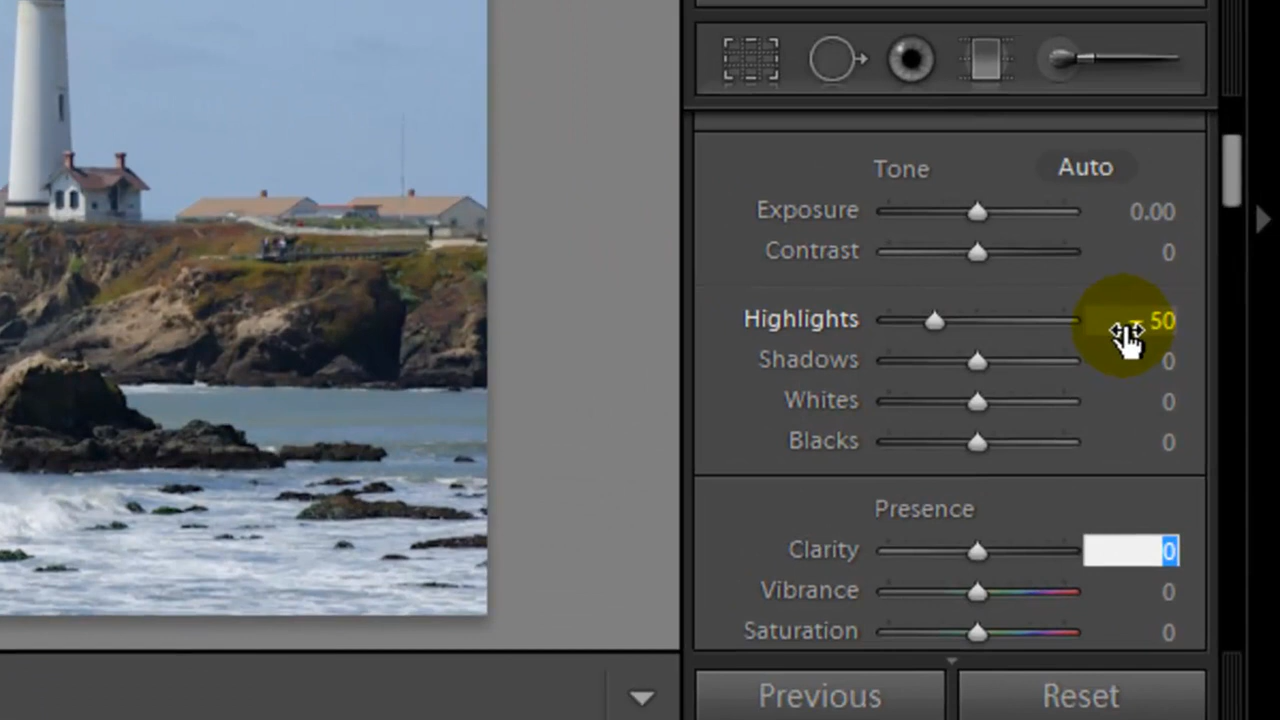 Tone Auto
Exposure 0.00
Contrast 0
Highlights - 50
Shadows 0
Whites 0
Blacks 0
Presence
Clarity 0
Vibrance 0
Saturation 0
Previous Reset